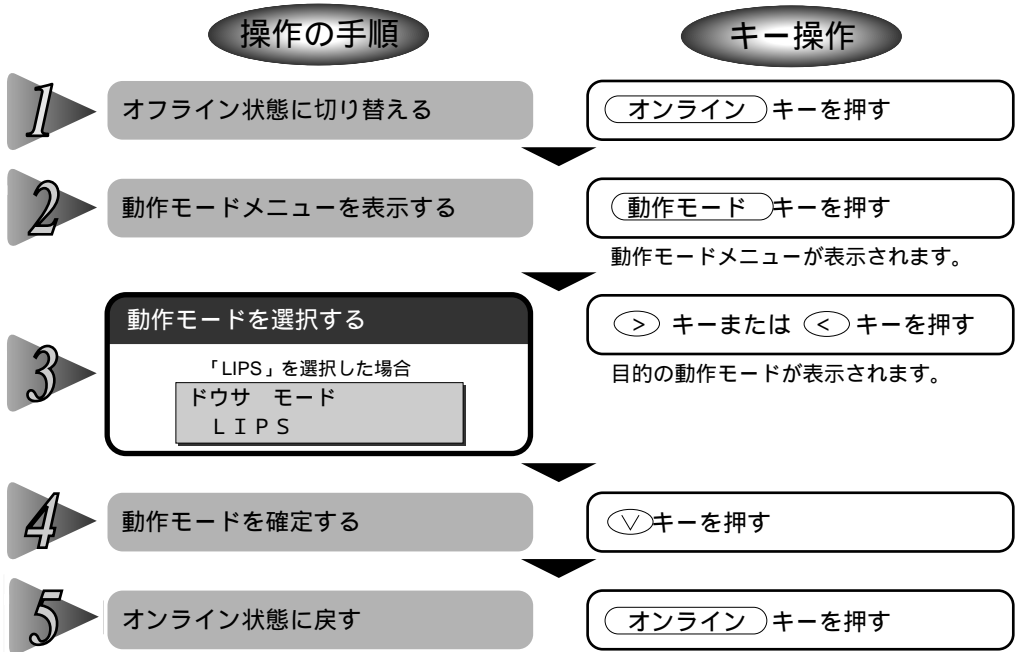 操作の手順
キー操作
1
オフライン状態に切り替える
オンライン キーを押す
2
動作モードメニューを表示する
動作モード キーを押す
動作モードメニューが表示されます。
3
動作モードを選択する
「LIPS」を選択した場合
ドウサ モード
LIPS
> キーまたは < キーを押す
目的の動作モードが表示されます。
4
動作モードを確定する
∨キーを押す
5
オンライン状態に戻す
オンライン キーを押す